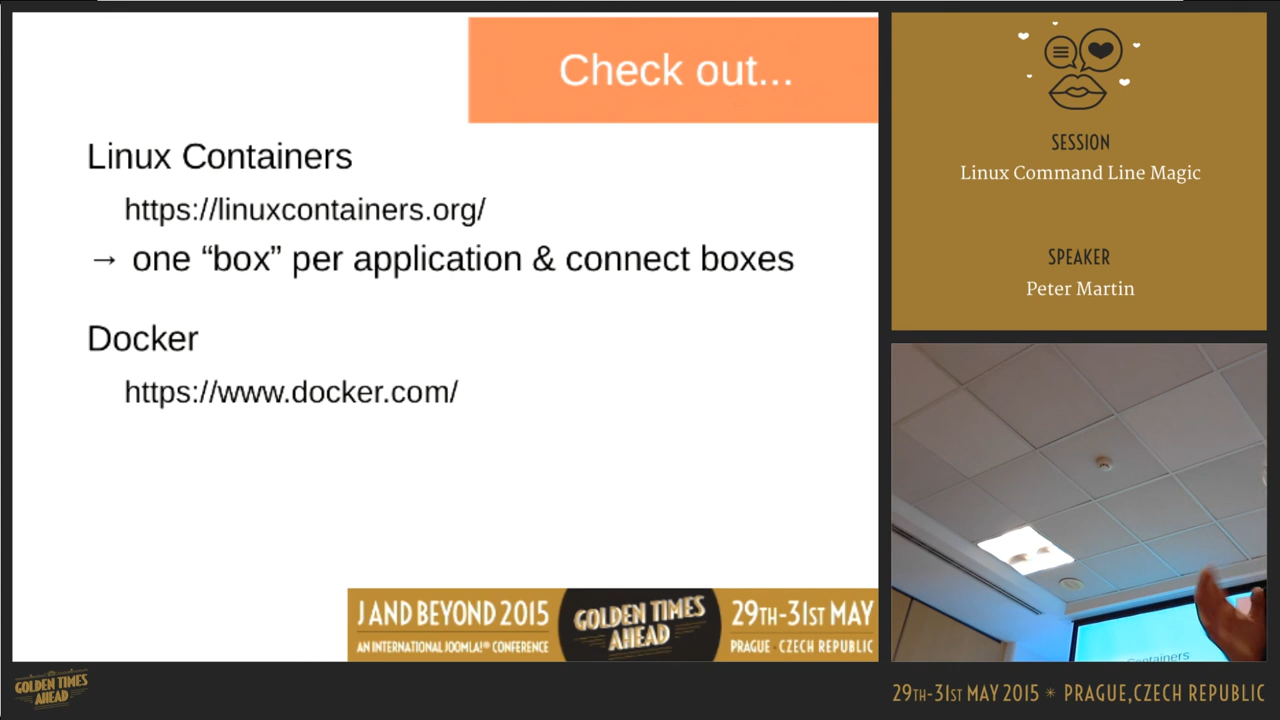 Check out...
Linux Containers
https://linuxcontainers.org/
→ one “box” per application & connect boxes
Docker
https://www.docker.com/
J AND BEYOND 2015
AN INTERNATIONAL JOOMLA!® CONFERENCE
GOLDEN TIMES
AHEAD
29TH-31ST MAY
PRAGUE · CZECH REPUBLIC
SESSION
Linux Command Line Magic
SPEAKER
Peter Martin
Containers
GOLDEN TIMES
AHEAD
29TH-31ST MAY 2015 * PRAGUE,CZECH REPUBLIC